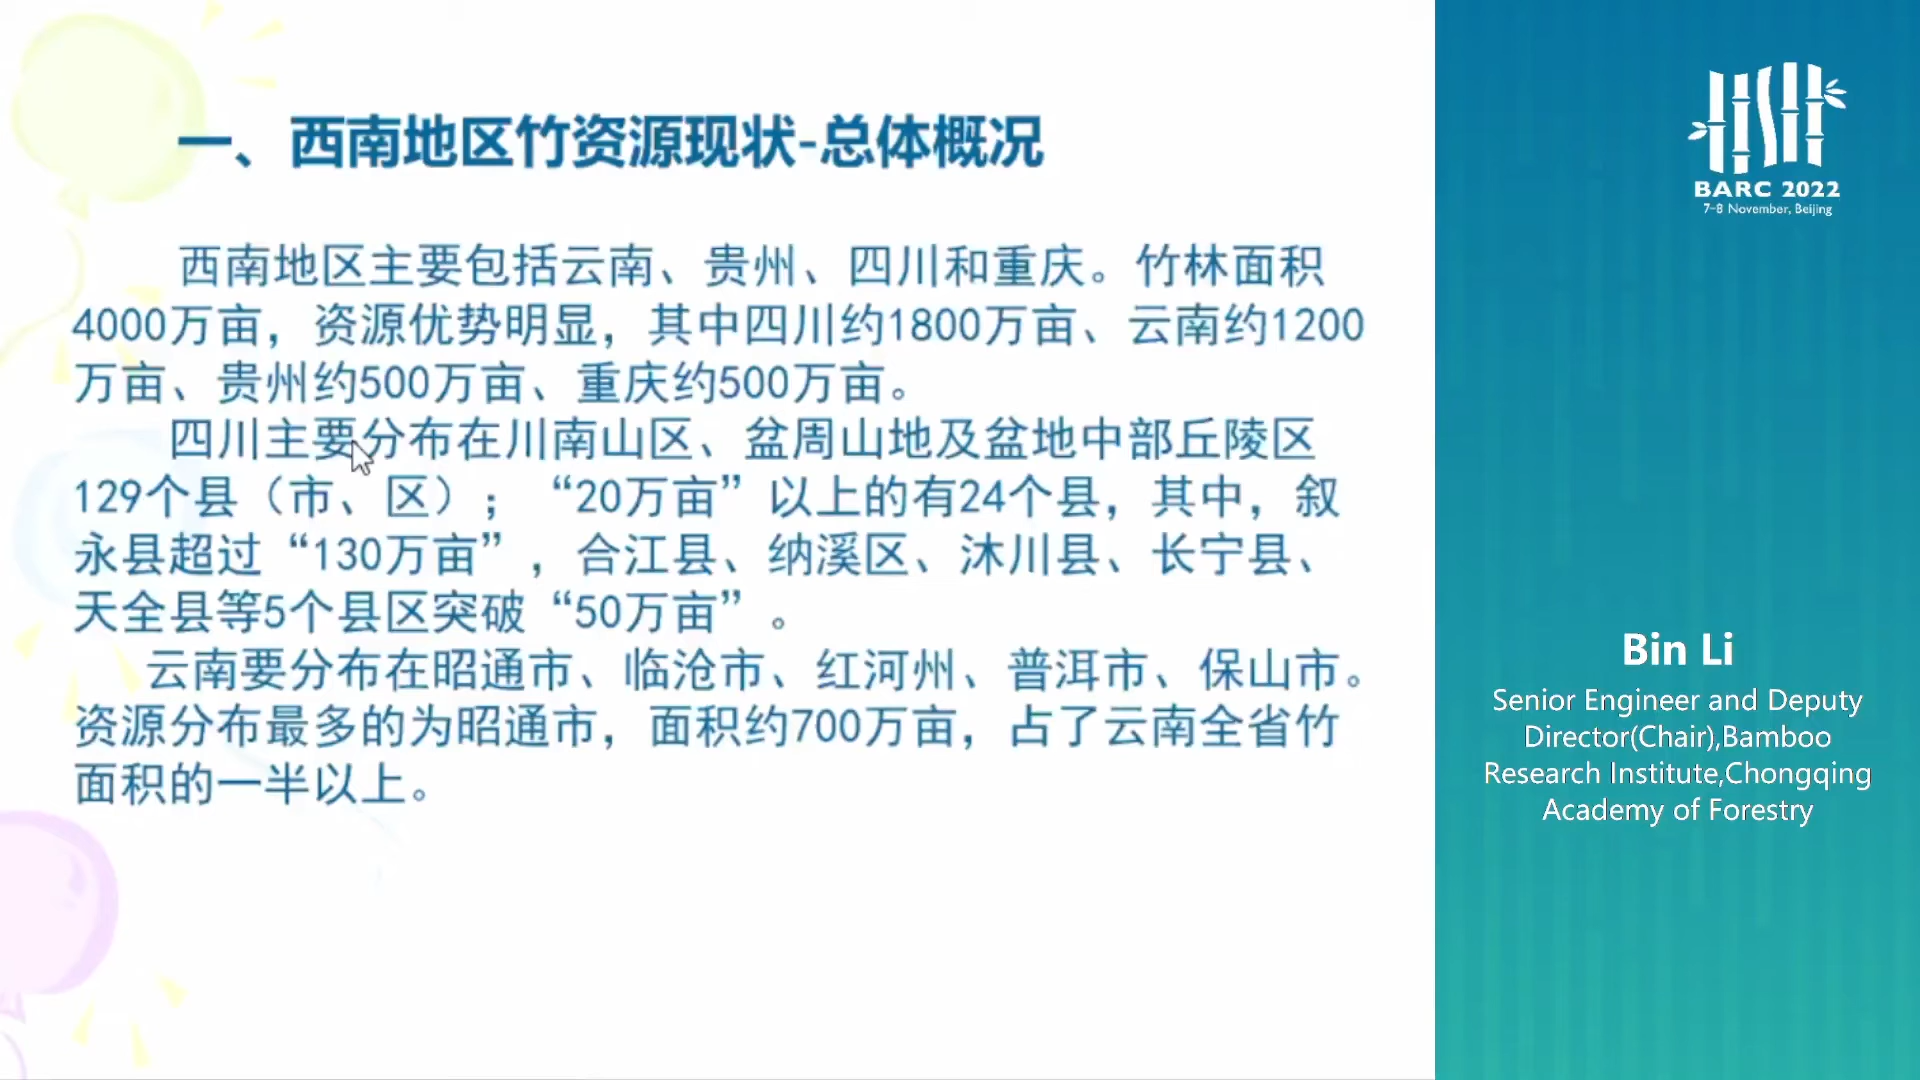 一、西南地区竹资源现状-总体概况
西南地区主要包括云南、贵州、四川和重庆。竹林面积
4000万亩，资源优势明显，其中四川约1800万亩、云南约1200
万亩、贵州约500万亩、重庆约500万亩。
四川主要分布在川南山区、盆周山地及盆地中部丘陵区
129个县（市、区）；“20万亩”以上的有24个县，其中，叙
永县超过“130万亩”，合江县、纳溪区、沐川县、长宁县、
天全县等5个县区突破“50万亩”。
云南要分布在昭通市、临沧市、红河州、普洱市、保山市。
资源分布最多的为昭通市，面积约700万亩，占了云南全省竹
面积的一半以上。
BARC 2022
7-8 November, Beijing
Bin Li
Senior Engineer and Deputy
Director(Chair),Bamboo
Research Institute,Chongqing
Academy of Forestry